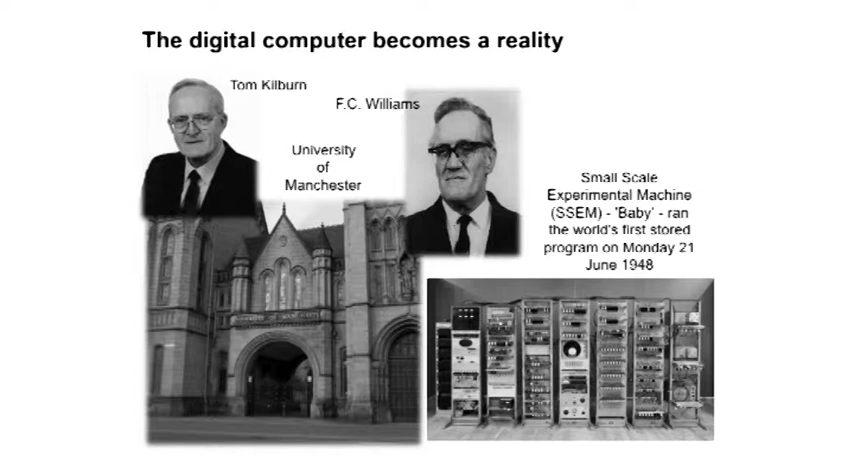 The digital computer becomes a reality
Tom Kilburn
F.C. Williams
University
of
Manchester
Small Scale
Experimental Machine
(SSEM) - 'Baby' - ran
the world's first stored
program on Monday 21
June 1948